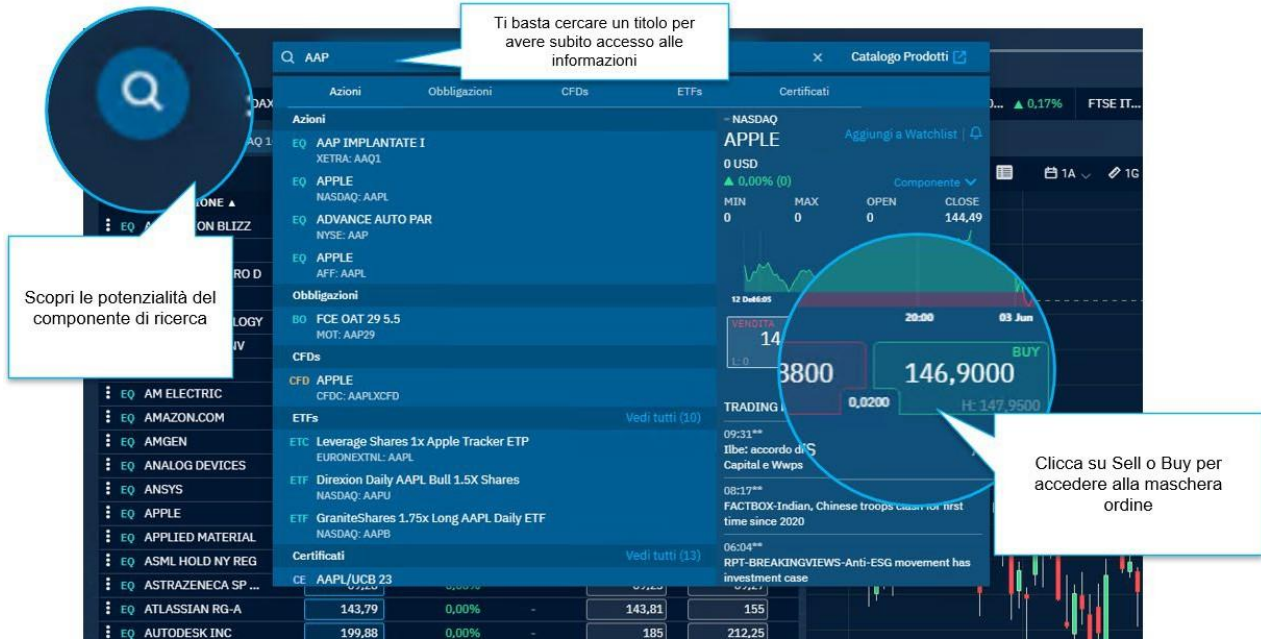 Ti basta cercare un titolo per
avere subito accesso alle
informazioni
AAP
Catalogo Prodotti
Azioni Obbligazioni CFDs ETFs Certificati
▲ 0,17% FTSE IT...
Azioni
EQ AAP IMPLANTATE I
XETRA: AAQ1
EQ APPLE
NASDAQ: AAPL
EQ ADVANCE AUTO PAR
NYSE: AAP
EQ APPLE
AFF: AAPL
Obbligazioni
BO FCE OAT 29 5.5
MOT: AAP29
CFDs
CFD APPLE
CFDC: AAPLXCFD
ETFs Vedi tutti (10)
ETC Leverage Shares 1x Apple Tracker ETP
EURONEXTNL: AAPL
ETF Direxion Daily AAPL Bull 1.5X Shares
NASDAQ: AAPU
ETF GraniteShares 1.75x Long AAPL Daily ETF
NASDAQ: AAPB
Certificati Vedi tutti (13)
CE AAPL/UCB 23
– NASDAQ
APPLE
Aggiungi a Watchlist
0 USD
▲ 0,00% (0)
Componente
MIN MAX OPEN CLOSE
0 0 0 144,49
1A 1G
20:00 03 Jun
VENDITA
14
L: 0
3800
BUY
146,9000
0,0200
H: 147,9500
TRADING
09:31**
Ilbe: accordo di
Capital e Wwps
08:17**
FACTBOX-Indian, Chinese troops clash for first
time since 2020
06:04**
RPT-BREAKINGVIEWS-Anti-ESG movement has
investment case
Scopri le potenzialità del
componente di ricerca
Clicca su Sell o Buy per
accedere alla maschera
ordine
IONE ▲
EQ ON BLIZZ
RO D
LOGY
NV
EQ AM ELECTRIC
EQ AMAZON.COM
EQ AMGEN
EQ ANALOG DEVICES
EQ ANSYS
EQ APPLE
EQ APPLIED MATERIAL
EQ ASML HOLD NY REG
EQ ASTRAZENECA SP ...
EQ ATLASSIAN RG-A 143,79 0,00% - 143,81 155
EQ AUTODESK INC 199,88 0,00% - 185 212,25